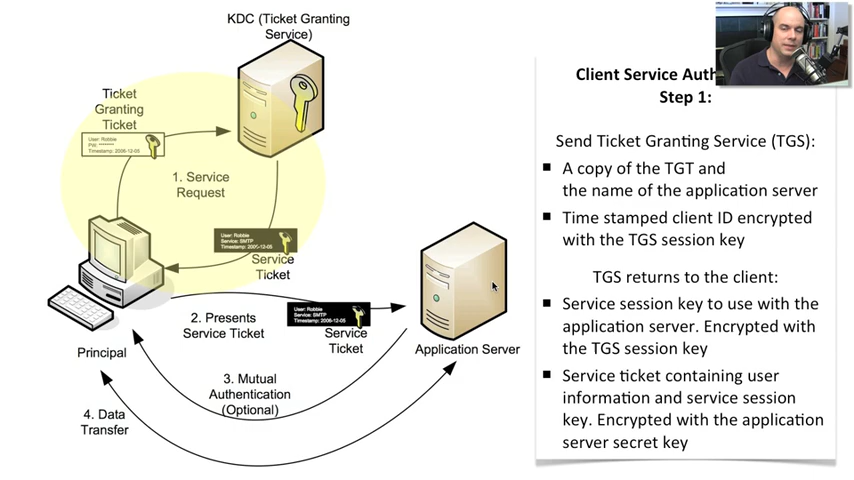 KDC (Ticket Granting
Service)
Ticket
Granting
Ticket
User: Robbie
PW: ********
Timestamp: 2006-12-05
1. Service
Request
User: Robbie
Service: SMTP
Timestamp: 2006-12-05
Service
Ticket
2. Presents
Service Ticket
User: Robbie
Service: SMTP
Timestamp: 2006-12-05
Service
Ticket
Principal
Application Server
3. Mutual
Authentication
(Optional)
4. Data
Transfer
Client Service
Step 1:
Send Ticket Granting Service (TGS):
A copy of the TGT and
the name of the application server
Time stamped client ID encrypted
with the TGS session key
TGS returns to the client:
Service session key to use with the
application server. Encrypted with
the TGS session key
Service ticket containing user
information and service session
key. Encrypted with the application
server secret key